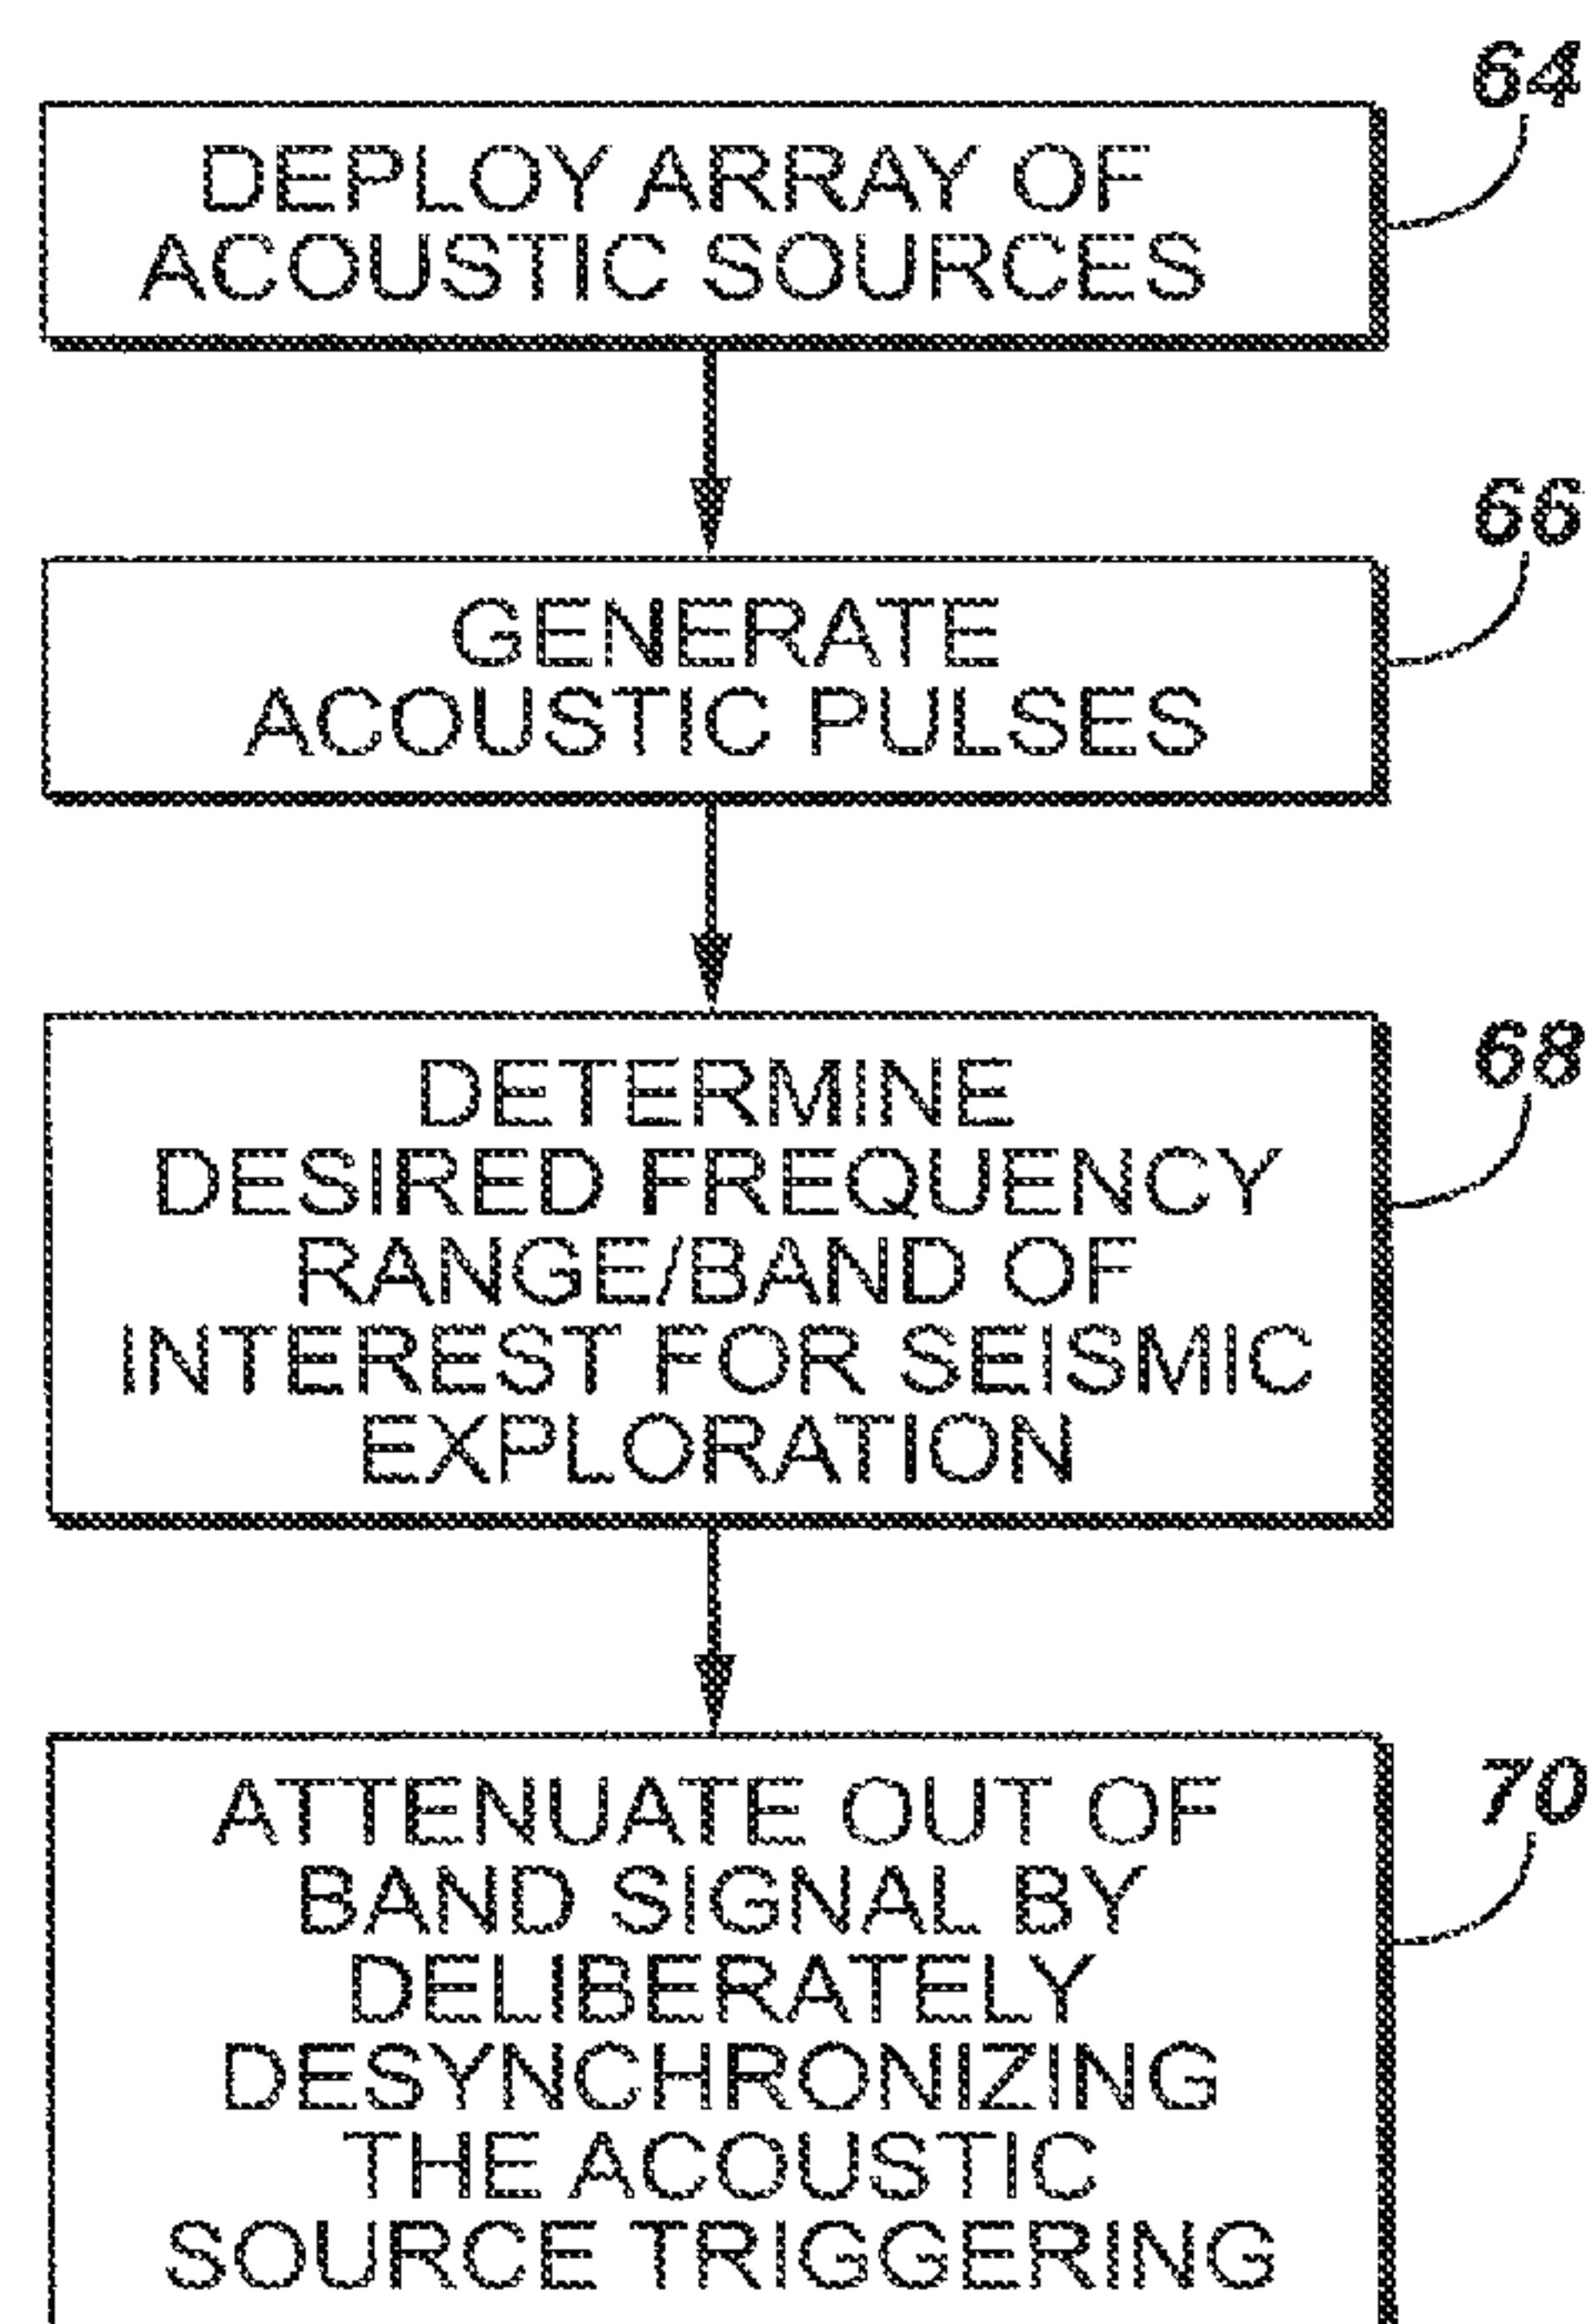 64
DEPLOY ARRAY OF
ACOUSTIC SOURCES
66
GENERATE
ACOUSTIC PULSES
68
DETERMINE
DESIRED FREQUENCY
RANGE/BAND OF
INTEREST FOR SEISMIC
EXPLORATION
70
ATTENUATE OUT OF
BAND SIGNAL BY
DELIBERATELY
DESYNCHRONIZING
THE ACOUSTIC
SOURCE TRIGGERING